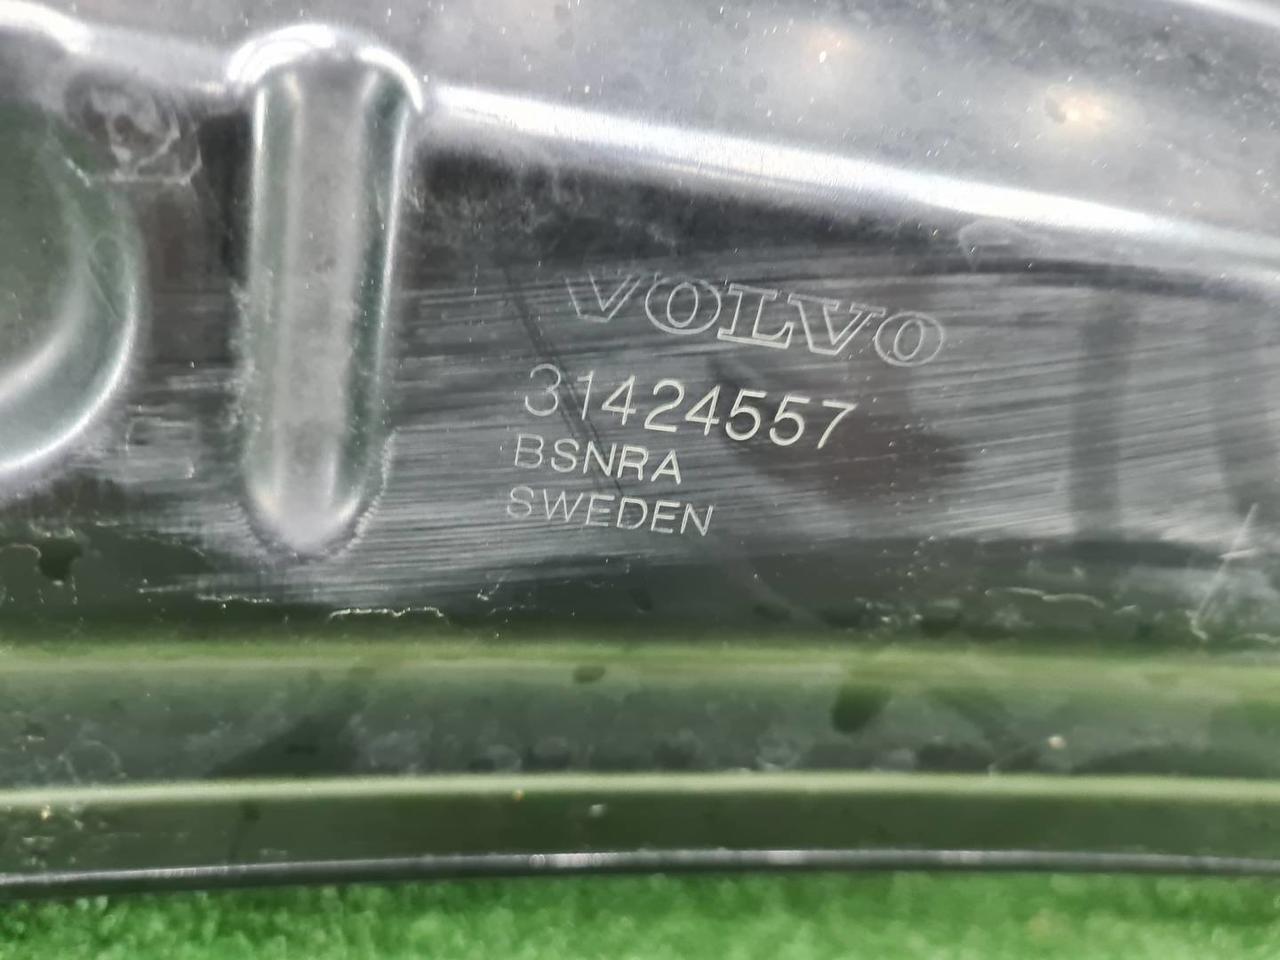 VOLVO
31424557
BSNRA
SWEDEN